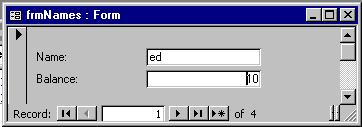 frmNames : Form
Name: ed
Balance: 10
Record: 1 of 4